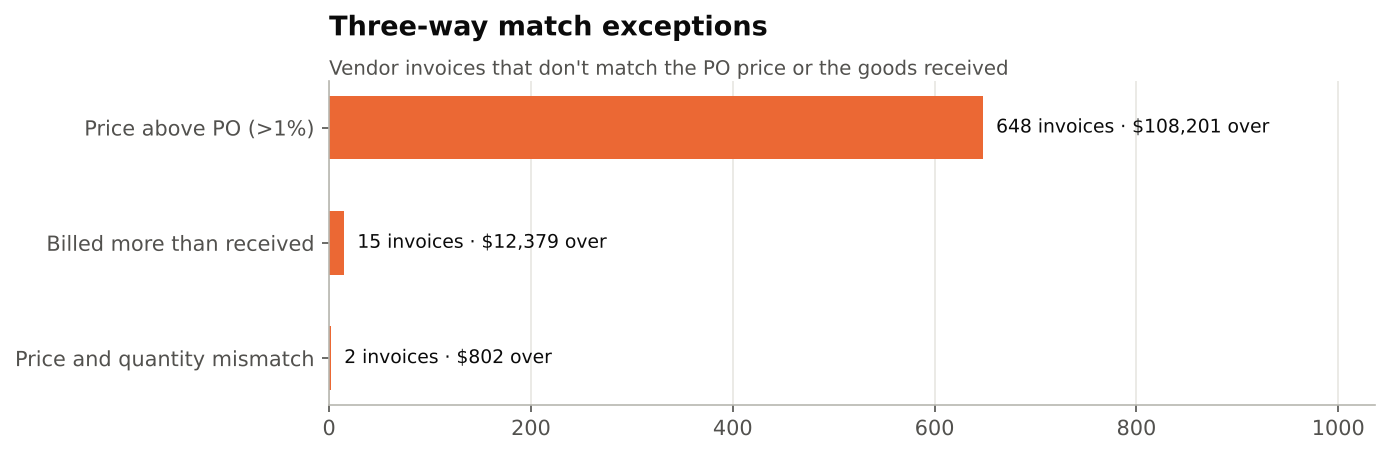 Three-way match exceptions
Vendor invoices that don't match the PO price or the goods received
Price above PO (>1%)
648 invoices · $108,201 over
Billed more than received
15 invoices · $12,379 over
Price and quantity mismatch
2 invoices · $802 over
0 200 400 600 800 1000